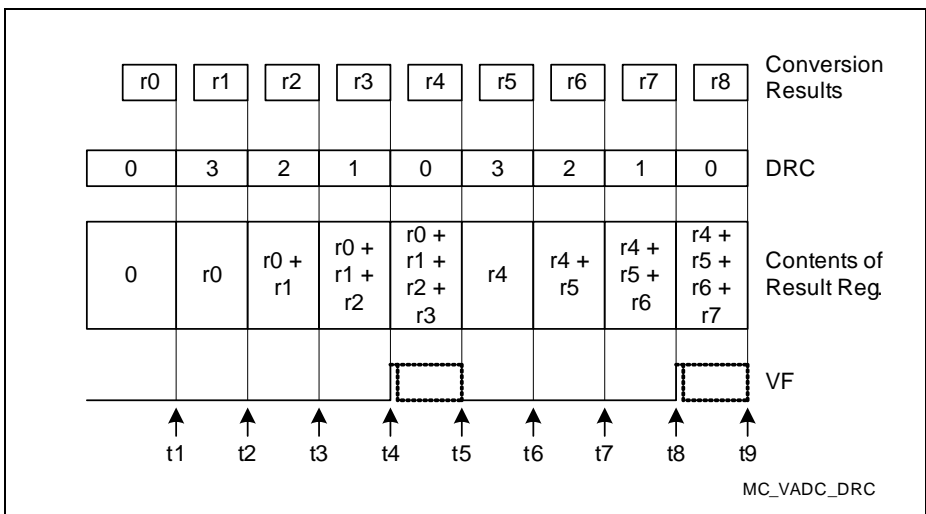 r0 r1 r2 r3 r4 r5 r6 r7 r8
Conversion
Results
0 3 2 1 0 3 2 1 0 DRC
0
r0
r0 +
r1
r0 +
r1 +
r2
r0 +
r1 +
r2 +
r3
r4
r4 +
r5
r4 +
r5 +
r6
r4 +
r5 +
r6 +
r7
Contents of
Result Reg.
VF
t1 t2 t3 t4 t5 t6 t7 t8 t9
MC_VADC_DRC